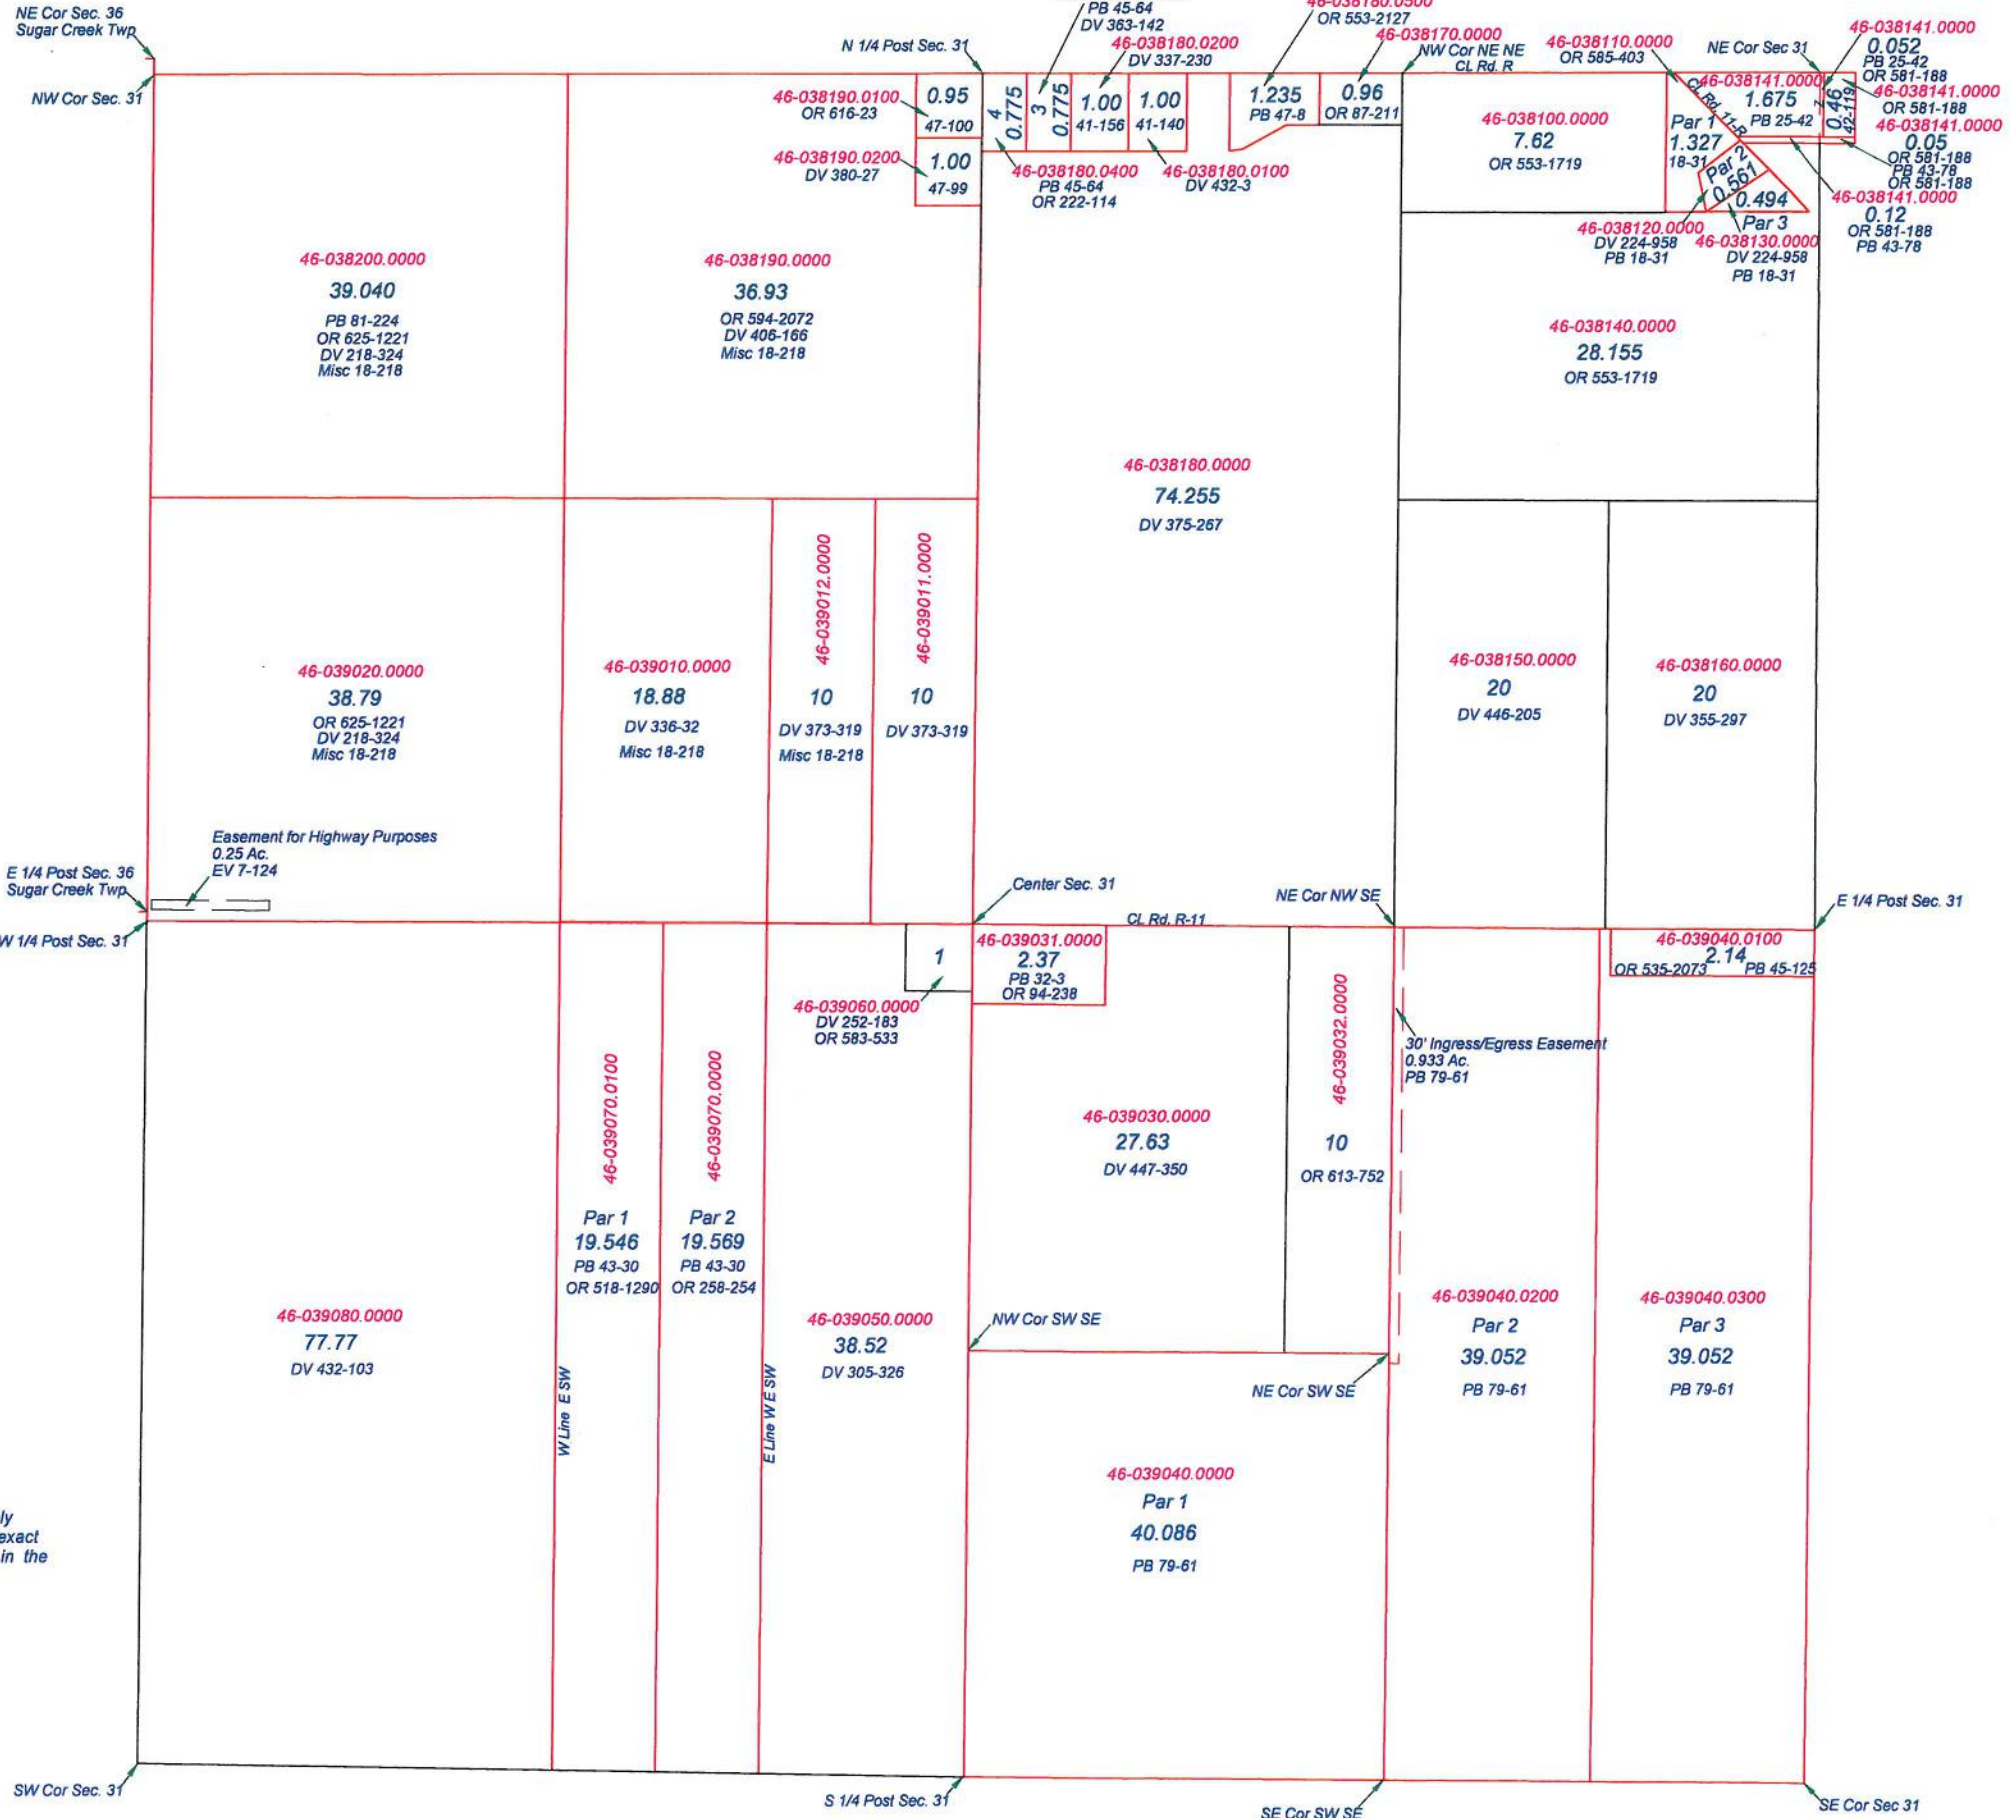 NE Cor Sec. 36
Sugar Creek Twp
NW Cor Sec. 31
N 1/4 Post Sec. 31
PB 45-64
DV 363-142
46-038180.0200
DV 337-230
46-038180.0500
OR 553-2127
46-038170.0000
NW Cor NE NE
CL Rd. R
46-038110.0000
OR 585-403
NE Cor Sec 31
46-038141.0000
0.052
PB 25-42
OR 581-188
46-038141.0000
OR 581-188
46-038141.0000
0.05
OR 581-188
PB 43-78
OR 581-188
46-038141.0000
0.12
OR 581-188
PB 43-78
46-038190.0100
OR 616-23
0.95
47-100
46-038190.0200
DV 380-27
1.00
47-99
4
0.775
3
0.775
1.00
41-156
1.00
41-140
46-038180.0400
PB 45-64
OR 222-114
46-038180.0100
DV 432-3
1.235
PB 47-8
0.96
OR 87-211
46-038100.0000
7.62
OR 553-1719
CL Rd. 11-R
46-038141.0000
1.675
PB 25-42
0.46
42-119
Par 1
1.327
18-31
Par 2
0.561
0.494
Par 3
46-038120.0000
DV 224-958
PB 18-31
46-038130.0000
DV 224-958
PB 18-31
46-038200.0000
39.040
PB 81-224
OR 625-1221
DV 218-324
Misc 18-218
46-038190.0000
36.93
OR 594-2072
DV 406-166
Misc 18-218
46-038180.0000
74.255
DV 375-267
46-038140.0000
28.155
OR 553-1719
46-039020.0000
38.79
OR 625-1221
DV 218-324
Misc 18-218
46-039010.0000
18.88
DV 336-32
Misc 18-218
46-039012.0000
10
DV 373-319
Misc 18-218
46-039011.0000
10
DV 373-319
46-038150.0000
20
DV 446-205
46-038160.0000
20
DV 355-297
Easement for Highway Purposes
0.25 Ac.
EV 7-124
E 1/4 Post Sec. 36
Sugar Creek Twp
W 1/4 Post Sec. 31
Center Sec. 31
CL Rd. R-11
NE Cor NW SE
E 1/4 Post Sec. 31
1
46-039060.0000
DV 252-183
OR 583-533
46-039031.0000
2.37
PB 32-3
OR 94-238
46-039040.0100
2.14
OR 535-2073
PB 45-125
30' Ingress/Egress Easement
0.933 Ac.
PB 79-61
46-039070.0100
Par 1
19.546
PB 43-30
OR 518-1290
46-039070.0000
Par 2
19.569
PB 43-30
OR 258-254
46-039030.0000
27.63
DV 447-350
46-039032.0000
10
OR 613-752
46-039080.0000
77.77
DV 432-103
W Line E SW
E Line W E SW
46-039050.0000
38.52
DV 305-326
NW Cor SW SE
NE Cor SW SE
46-039040.0200
Par 2
39.052
PB 79-61
46-039040.0300
Par 3
39.052
PB 79-61
46-039040.0000
Par 1
40.086
PB 79-61
ly
exact
in the
SW Cor Sec. 31
S 1/4 Post Sec. 31
SE Cor SW SE
SE Cor Sec 31